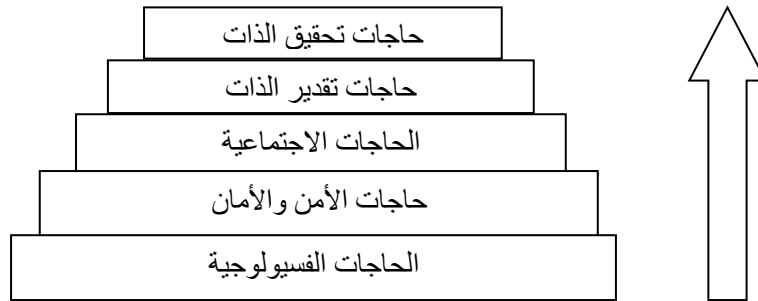 حاجات تحقيق الذات
حاجات تقدير الذات
الحاجات الاجتماعية
حاجات الأمن والأمان
الحاجات الفسيولوجية